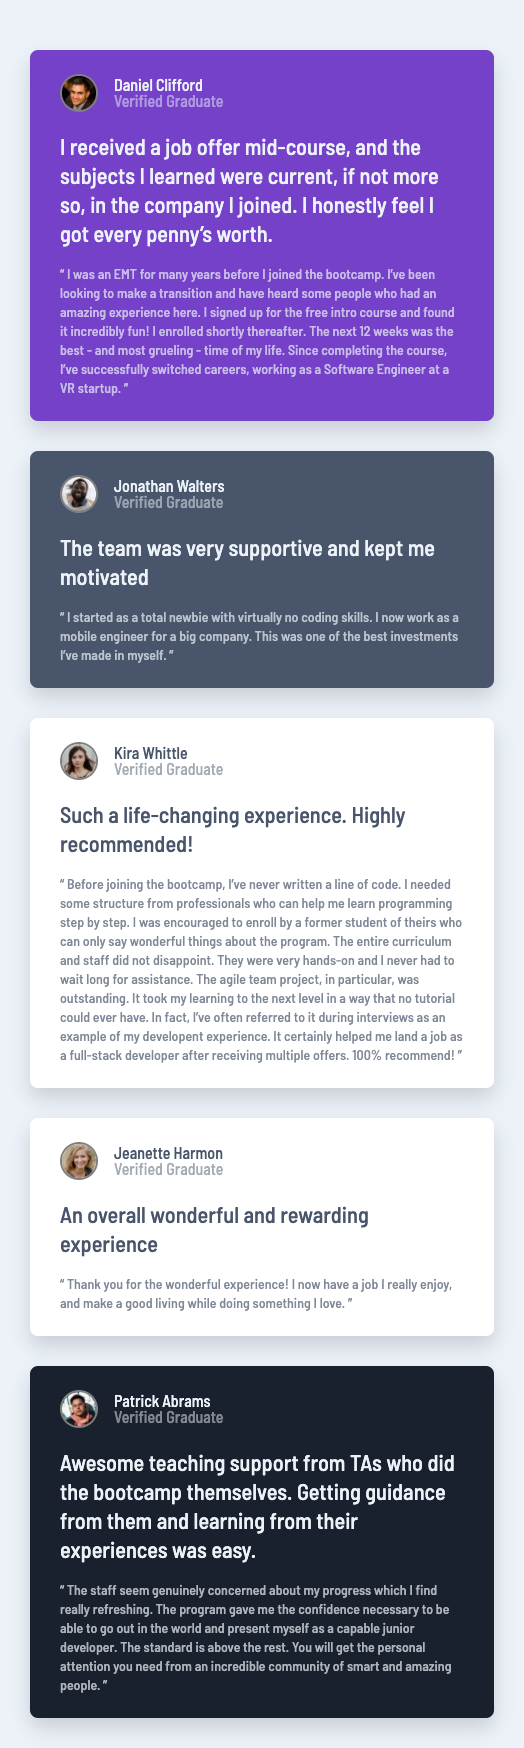 Daniel Clifford
Verified Graduate
I received a job offer mid-course, and the
subjects I learned were current, if not more
so, in the company I joined. I honestly feel I
got every penny’s worth.
“ I was an EMT for many years before I joined the bootcamp. I’ve been
looking to make a transition and have heard some people who had an
amazing experience here. I signed up for the free intro course and found
it incredibly fun! I enrolled shortly thereafter. The next 12 weeks was the
best - and most grueling - time of my life. Since completing the course,
I’ve successfully switched careers, working as a Software Engineer at a
VR startup. ”
Jonathan Walters
Verified Graduate
The team was very supportive and kept me
motivated
“ I started as a total newbie with virtually no coding skills. I now work as a
mobile engineer for a big company. This was one of the best investments
I’ve made in myself. ”
Kira Whittle
Verified Graduate
Such a life-changing experience. Highly
recommended!
“ Before joining the bootcamp, I’ve never written a line of code. I needed
some structure from professionals who can help me learn programming
step by step. I was encouraged to enroll by a former student of theirs who
can only say wonderful things about the program. The entire curriculum
and staff did not disappoint. They were very hands-on and I never had to
wait long for assistance. The agile team project, in particular, was
outstanding. It took my learning to the next level in a way that no tutorial
could ever have. In fact, I’ve often referred to it during interviews as an
example of my developent experience. It certainly helped me land a job as
a full-stack developer after receiving multiple offers. 100% recommend! ”
Jeanette Harmon
Verified Graduate
An overall wonderful and rewarding
experience
“ Thank you for the wonderful experience! I now have a job I really enjoy,
and make a good living while doing something I love. ”
Patrick Abrams
Verified Graduate
Awesome teaching support from TAs who did
the bootcamp themselves. Getting guidance
from them and learning from their
experiences was easy.
“ The staff seem genuinely concerned about my progress which I find
really refreshing. The program gave me the confidence necessary to be
able to go out in the world and present myself as a capable junior
developer. The standard is above the rest. You will get the personal
attention you need from an incredible community of smart and amazing
people. ”